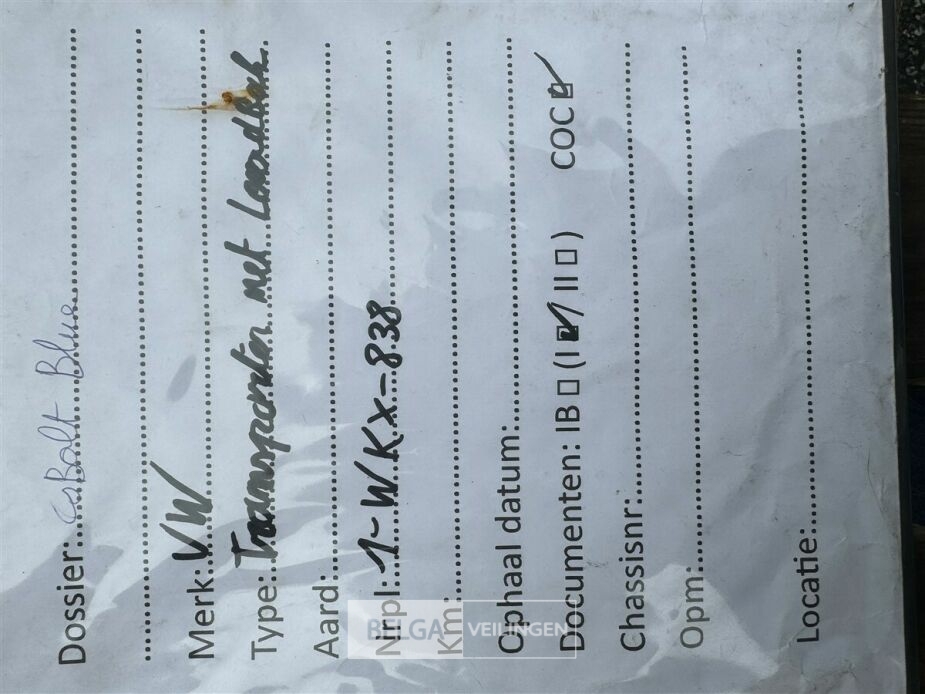 Dossier: CoBalt Blue
Merk: VW
Type: Transporter met Laadbak
Aard:
Nrpl: 1-WKX-838
Km:
Ophaal datum:
Documenten: IB □ (I ☑ / II □) COC ☑
Chassisnr:
Opm:
Locatie:
BELGA VEILINGEN